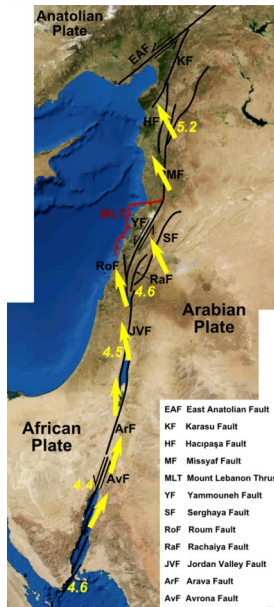 Anatolian
Plate
EAF
KF
HF
5.2
MF
MLT
YF
SF
RoF
RaF
4.6
Arabian
Plate
JVF
4.5
African
Plate
ArF
4.4
AvF
4.6
EAF East Anatolian Fault
KF Karasu Fault
HF Hacıpaşa Fault
MF Missyaf Fault
MLT Mount Lebanon Thrus
YF Yammouneh Fault
SF Serghaya Fault
RoF Roum Fault
RaF Rachaiya Fault
JVF Jordan Valley Fault
ArF Arava Fault
AvF Avrona Fault